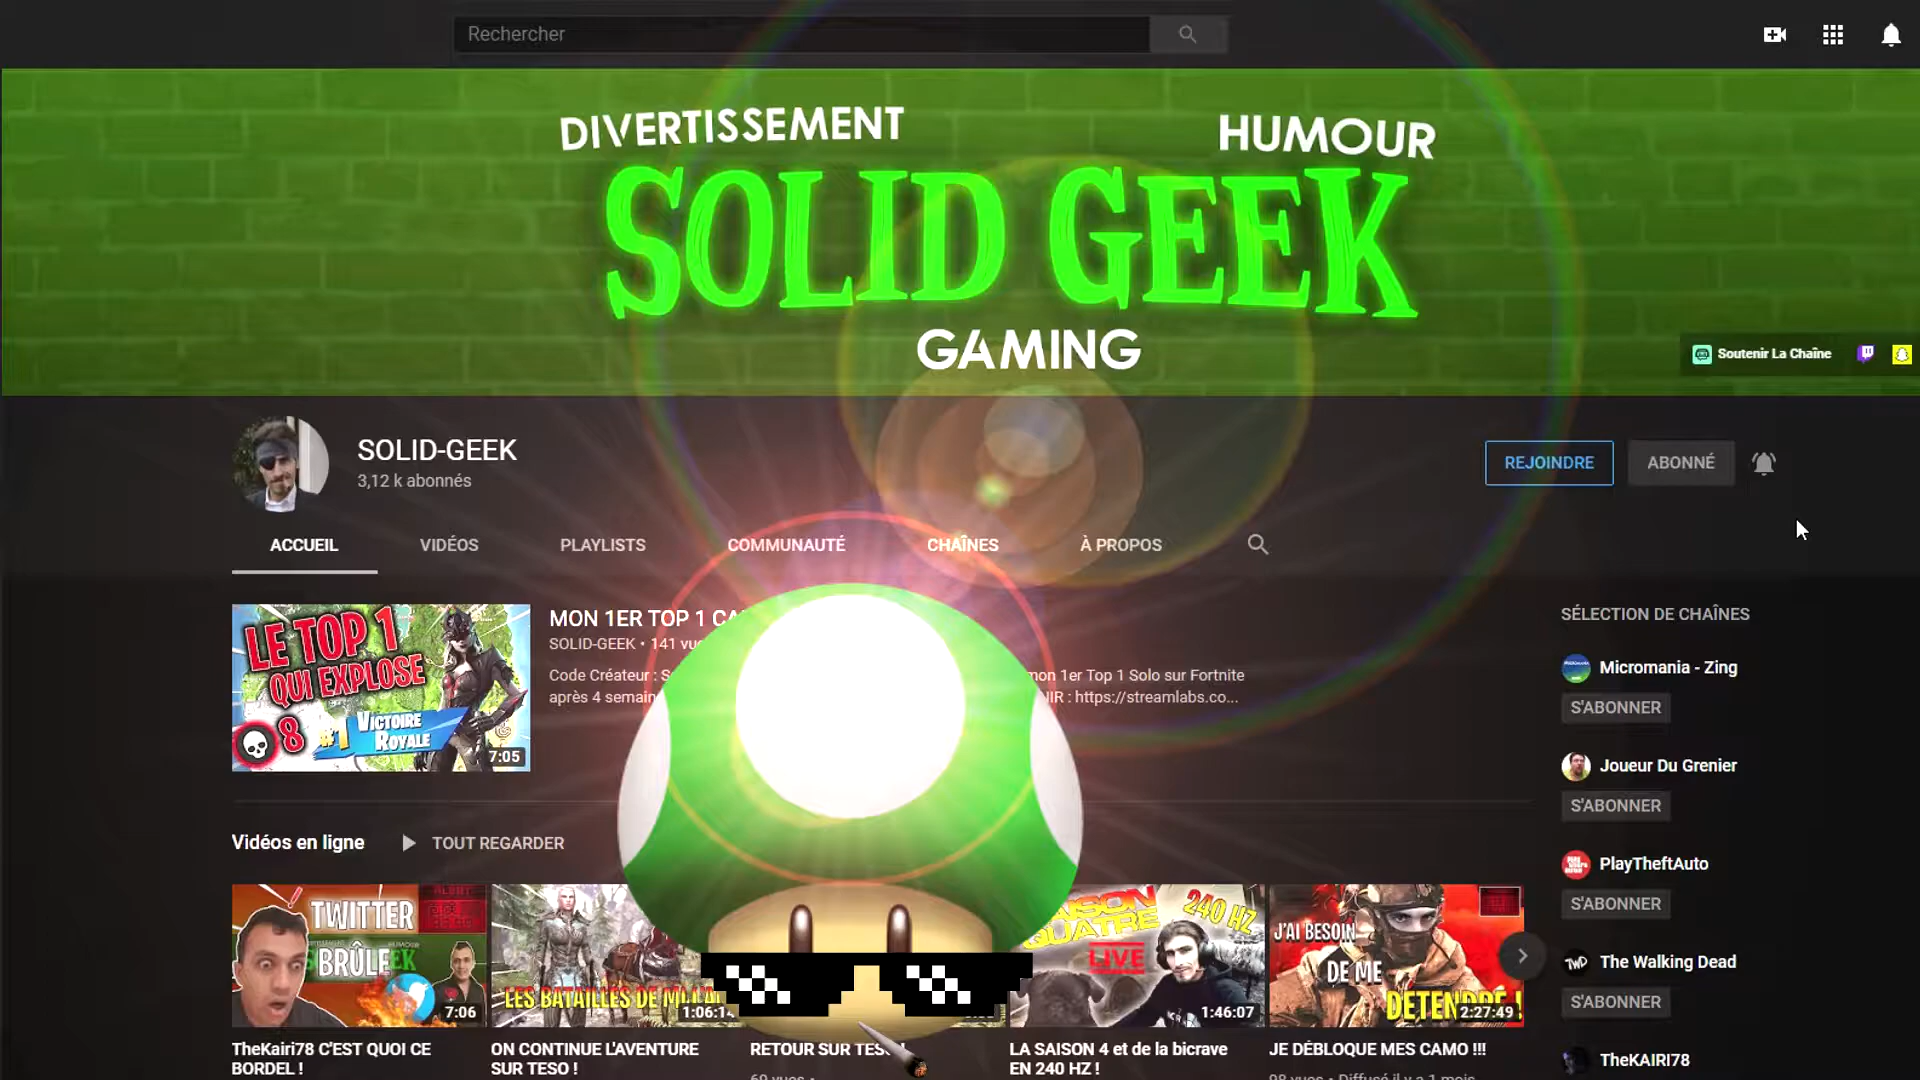 Rechercher
DIVERTISSEMENT
HUMOUR
SOLID GEEK
GAMING
Soutenir La Chaîne
SOLID-GEEK
3,12 k abonnés
REJOINDRE
ABONNÉ
ACCUEIL
VIDÉOS
PLAYLISTS
COMMUNAUTÉ
CHAÎNES
À PROPOS
LE TOP 1
QUI EXPLOSE
8
#1 VICTOIRE
ROYALE
7:05
MON 1ER TOP 1
SOLID-GEEK • 141
Code Créateur :
mon 1er Top 1 Solo sur Fortnite
après 4
https://streamlabs.co...
SÉLECTION DE CHAÎNES
Micromania - Zing
S'ABONNER
Joueur Du Grenier
S'ABONNER
PlayTheftAuto
S'ABONNER
The Walking Dead
S'ABONNER
TheKAIRI78
Vidéos en ligne
TOUT REGARDER
TWITTER
BRÛLE
7:06
LES BATAILLES DE
1:06:14
QUATRE
240 HZ
LIVE
1:46:07
J'AI BESOIN
DE ME
DETENDRE !
2:27:49
TheKairi78 C'EST QUOI CE
BORDEL !
ON CONTINUE L'AVENTURE
SUR TESO !
RETOUR SUR
LA SAISON 4 et de la bicrave
EN 240 HZ !
JE DÉBLOQUE MES CAMO !!!